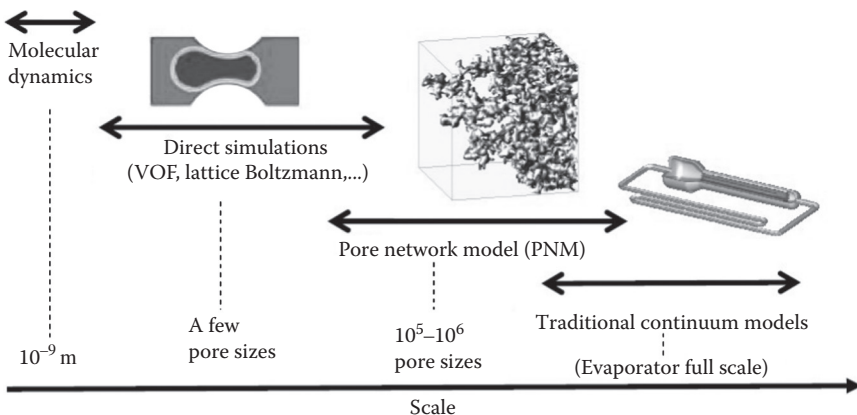 Molecular
dynamics
Direct simulations
(VOF, lattice Boltzmann,...)
Pore network model (PNM)
Traditional continuum models
(Evaporator full scale)
10⁻⁹ m
A few
pore sizes
10⁵–10⁶
pore sizes
Scale